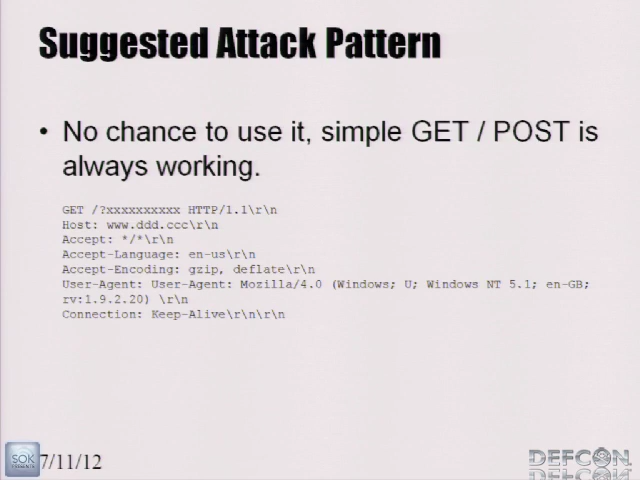 Suggested Attack Pattern
• No chance to use it, simple GET / POST is
always working.
GET /?xxxxxxxxxx HTTP/1.1\r\n
Host: www.ddd.ccc\r\n
Accept: */*\r\n
Accept-Language: en-us\r\n
Accept-Encoding: gzip, deflate\r\n
User-Agent: User-Agent: Mozilla/4.0 (Windows; U; Windows NT 5.1; en-GB;
rv:1.9.2.20) \r\n
Connection: Keep-Alive\r\n\r\n
SOK
PRESENTS
7/11/12
DEFCON